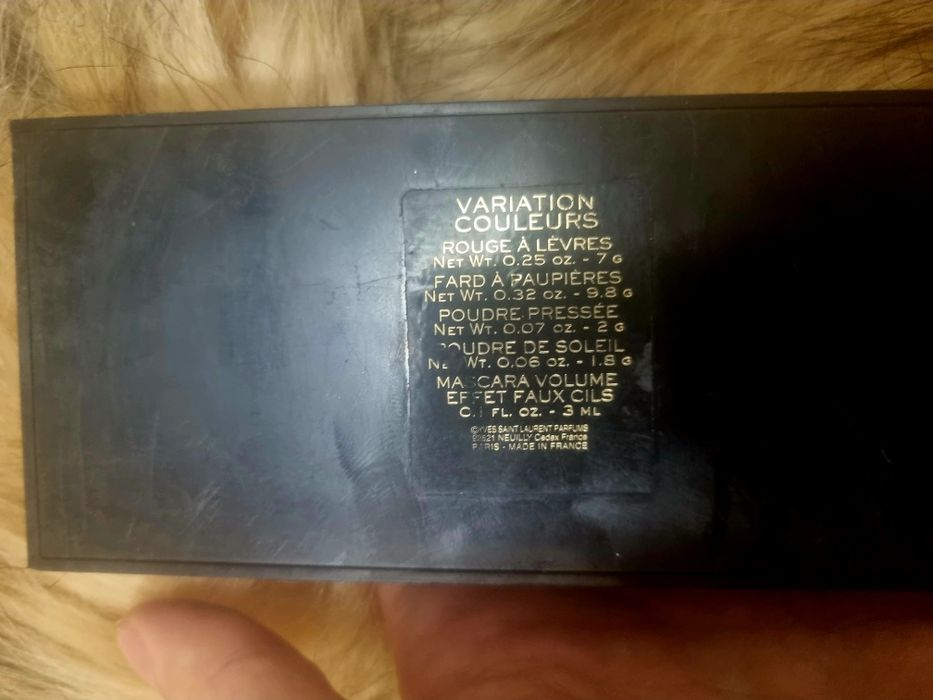 VARIATION
COULEURS
ROUGE À LÈVRES
NET WT. 0.25 OZ. - 7 G
FARD À PAUPIÈRES
NET WT. 0.32 OZ. - 9.8 G
POUDRE PRESSÉE
NET WT. 0.07 OZ. - 2 G
POUDRE DE SOLEIL
NET WT. 0.06 OZ. - 1.8 G
MASCARA VOLUME
EFFET FAUX CILS
FL. OZ. - 3 ML
©YVES SAINT LAURENT PARFUMS
92521 NEUILLY Cedex France
PARIS - MADE IN FRANCE